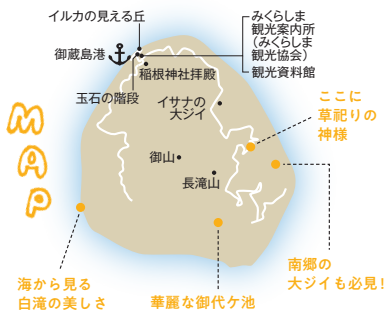 イルカの見える丘
御蔵島港
稲根神社拝殿
玉石の階段
みくらしま
観光案内所
(みくらしま
観光協会)
観光資料館
イサナの
大ジイ
ここに
草祀りの
神様
MAP
御山
長滝山
南郷の
大ジイも必見!
海から見る
白滝の美しさ
華麗な御代ケ池